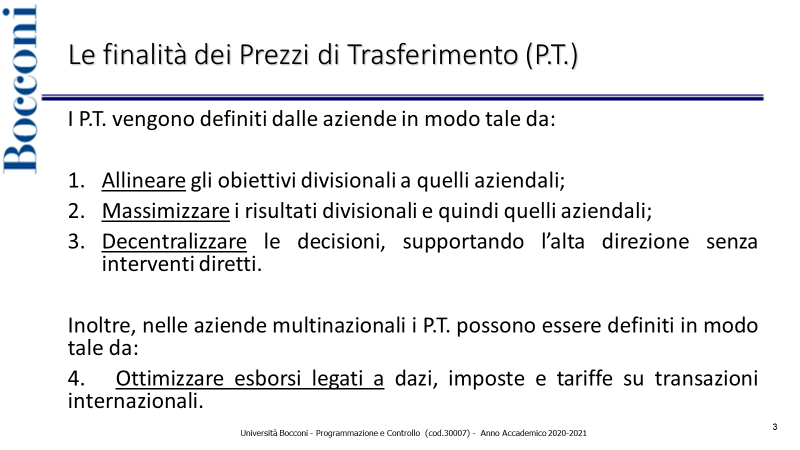 Bocconi
Le finalità dei Prezzi di Trasferimento (P.T.)
I P.T. vengono definiti dalle aziende in modo tale da:
1. Allineare gli obiettivi divisionali a quelli aziendali;
2. Massimizzare i risultati divisionali e quindi quelli aziendali;
3. Decentralizzare le decisioni, supportando l’alta direzione senza
interventi diretti.
Inoltre, nelle aziende multinazionali i P.T. possono essere definiti in modo
tale da:
4. Ottimizzare esborsi legati a dazi, imposte e tariffe su transazioni
internazionali.
Università Bocconi - Programmazione e Controllo (cod.30007) - Anno Accademico 2020-2021
3